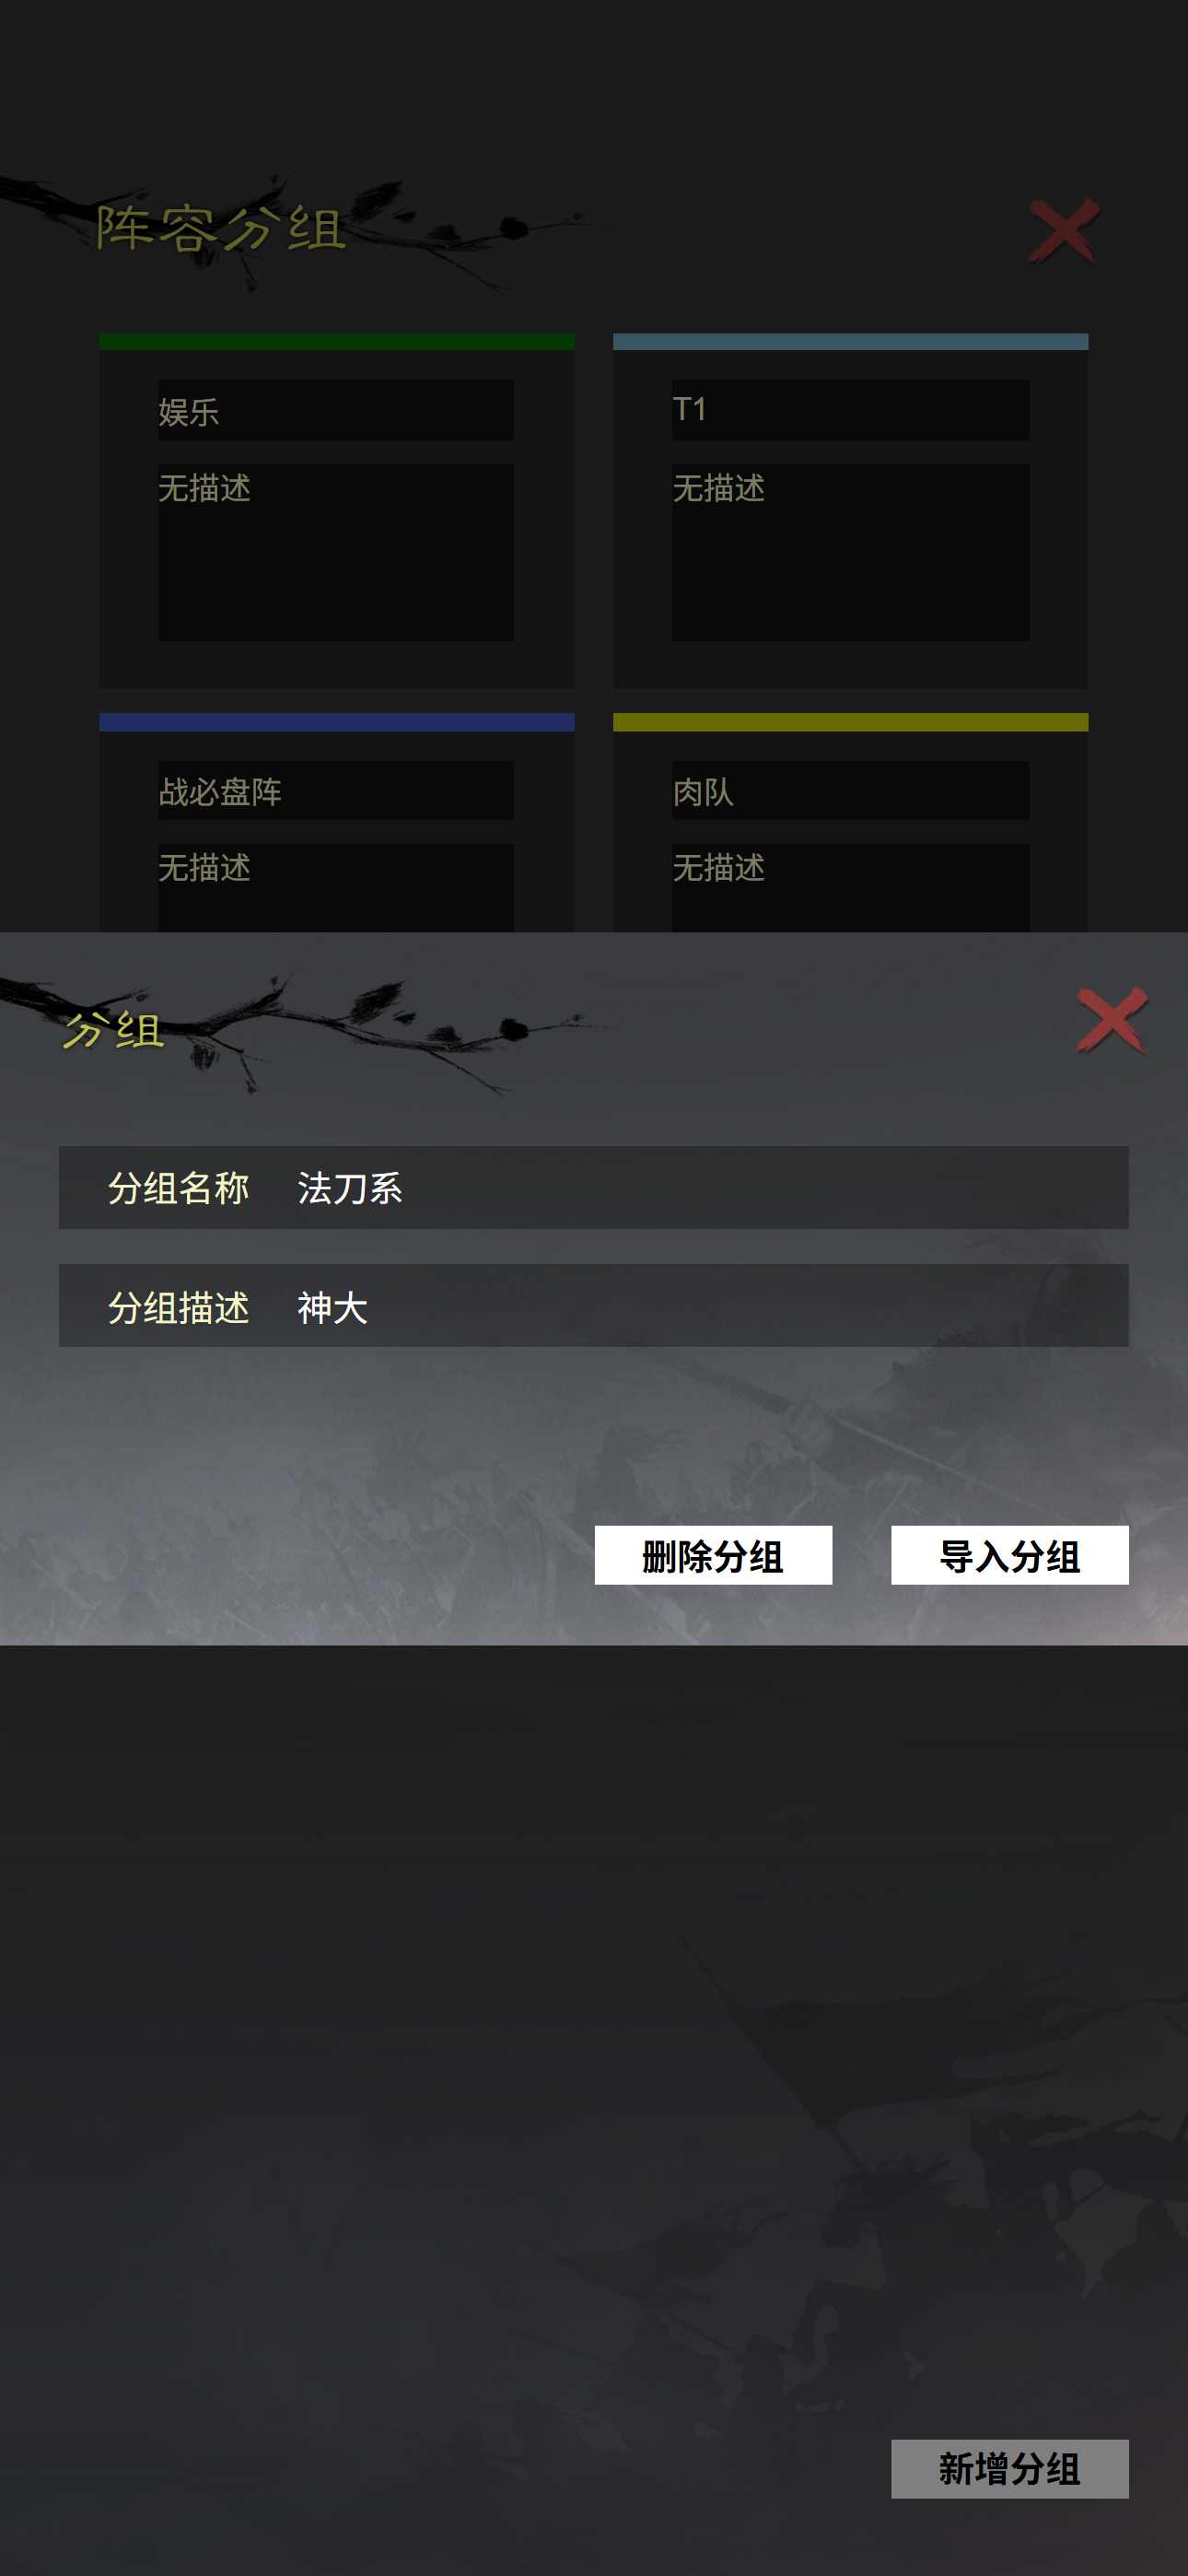 阵容分组
娱乐
T1
无描述
无描述
战必盘阵
肉队
无描述
无描述
分组
分组名称 法刀系
分组描述 神大
删除分组
导入分组
新增分组